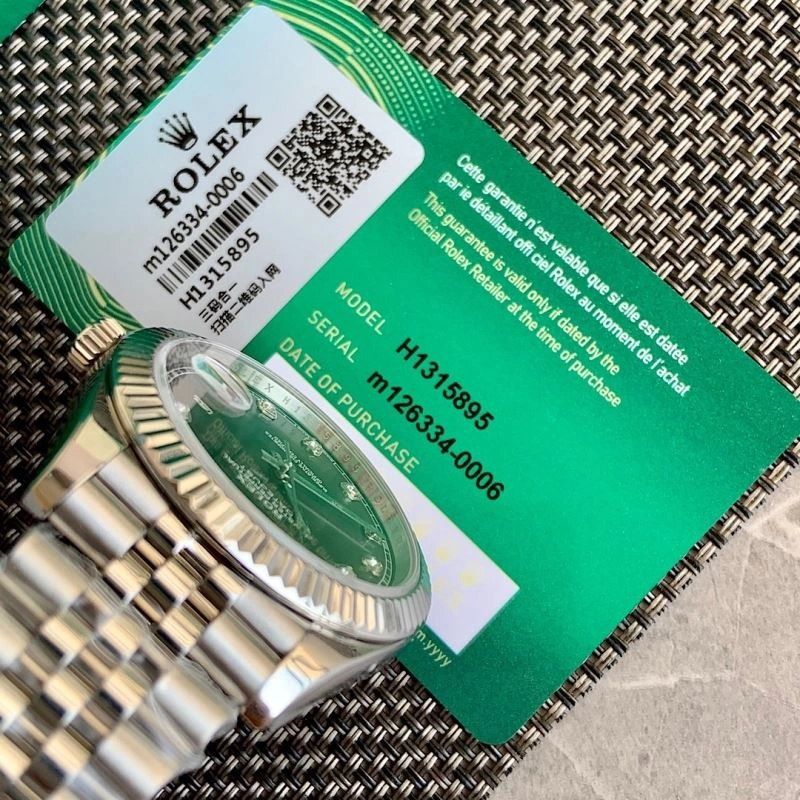 ROLEX
m126334-0006
H1315895
三码合一
扫描二维码入网
Cette garantie n'est valable que si elle est datée
par le détaillant offi ciel Rolex au moment de l'achat
This guarantee is valid only if dated by the
Official Rolex Retailer at the time of purchase
MODEL
H1315895
SERIAL
m126334-0006
DATE OF PURCHASE
m.yyyy
ROLEX